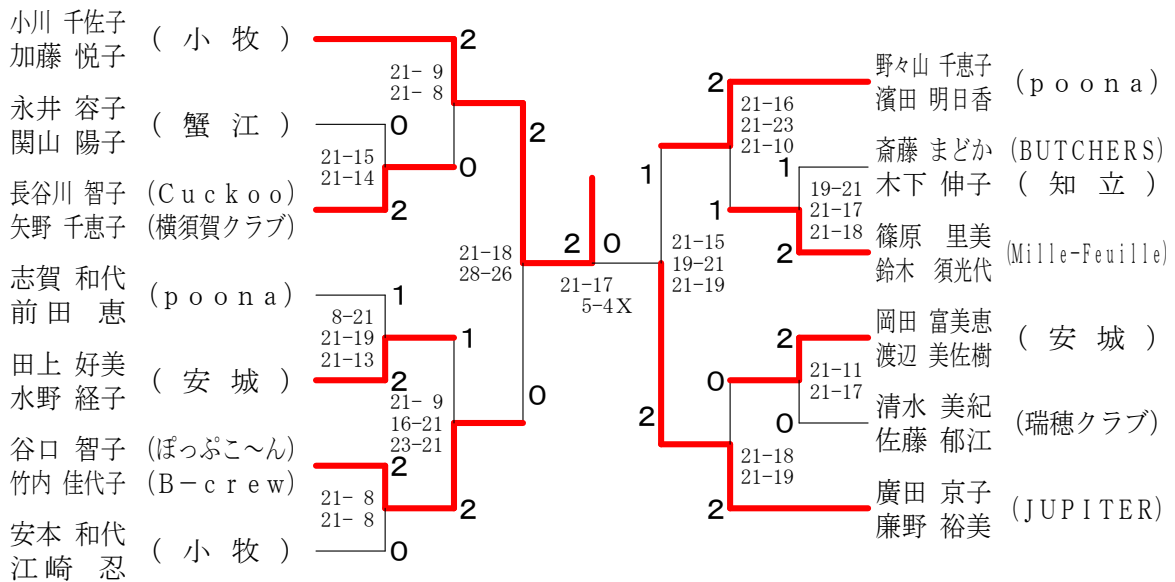 小川 千佐子
加藤 悦子
(小牧)
永井 容子
関山 陽子
(蟹江)
長谷川 智子 (Cuckoo)
矢野 千恵子 (横須賀クラブ)
志賀 和代
前田 恵
(poona)
田上 好美
水野 経子
(安城)
谷口 智子 (ぽっぷこ～ん)
竹内 佳代子 (B－crew)
安本 和代
江崎 忍
(小牧)
2
21- 9
21- 8
0
21-15
21-14
0
2
2
1
8-21
21-19
21-13
1
2
21- 9
16-21
23-21
0
2
21- 8
21- 8
2
0
21-18
28-26
2
0
21-17
5-4X
1
21-15
19-21
21-19
2
2
21-16
21-23
21-10
1
1
19-21
21-17
21-18
2
0
2
21-11
21-17
0
21-18
21-19
2
野々山 千恵子
濱田 明日香
(poona)
斎藤 まどか (BUTCHERS)
木下 伸子 (知立)
篠原 里美
鈴木 須光代
(Mille-Feuille)
岡田 富美恵
渡辺 美佐樹
(安城)
清水 美紀
佐藤 郁江
(瑞穂クラブ)
廣田 京子
廉野 裕美
(JUPITER)